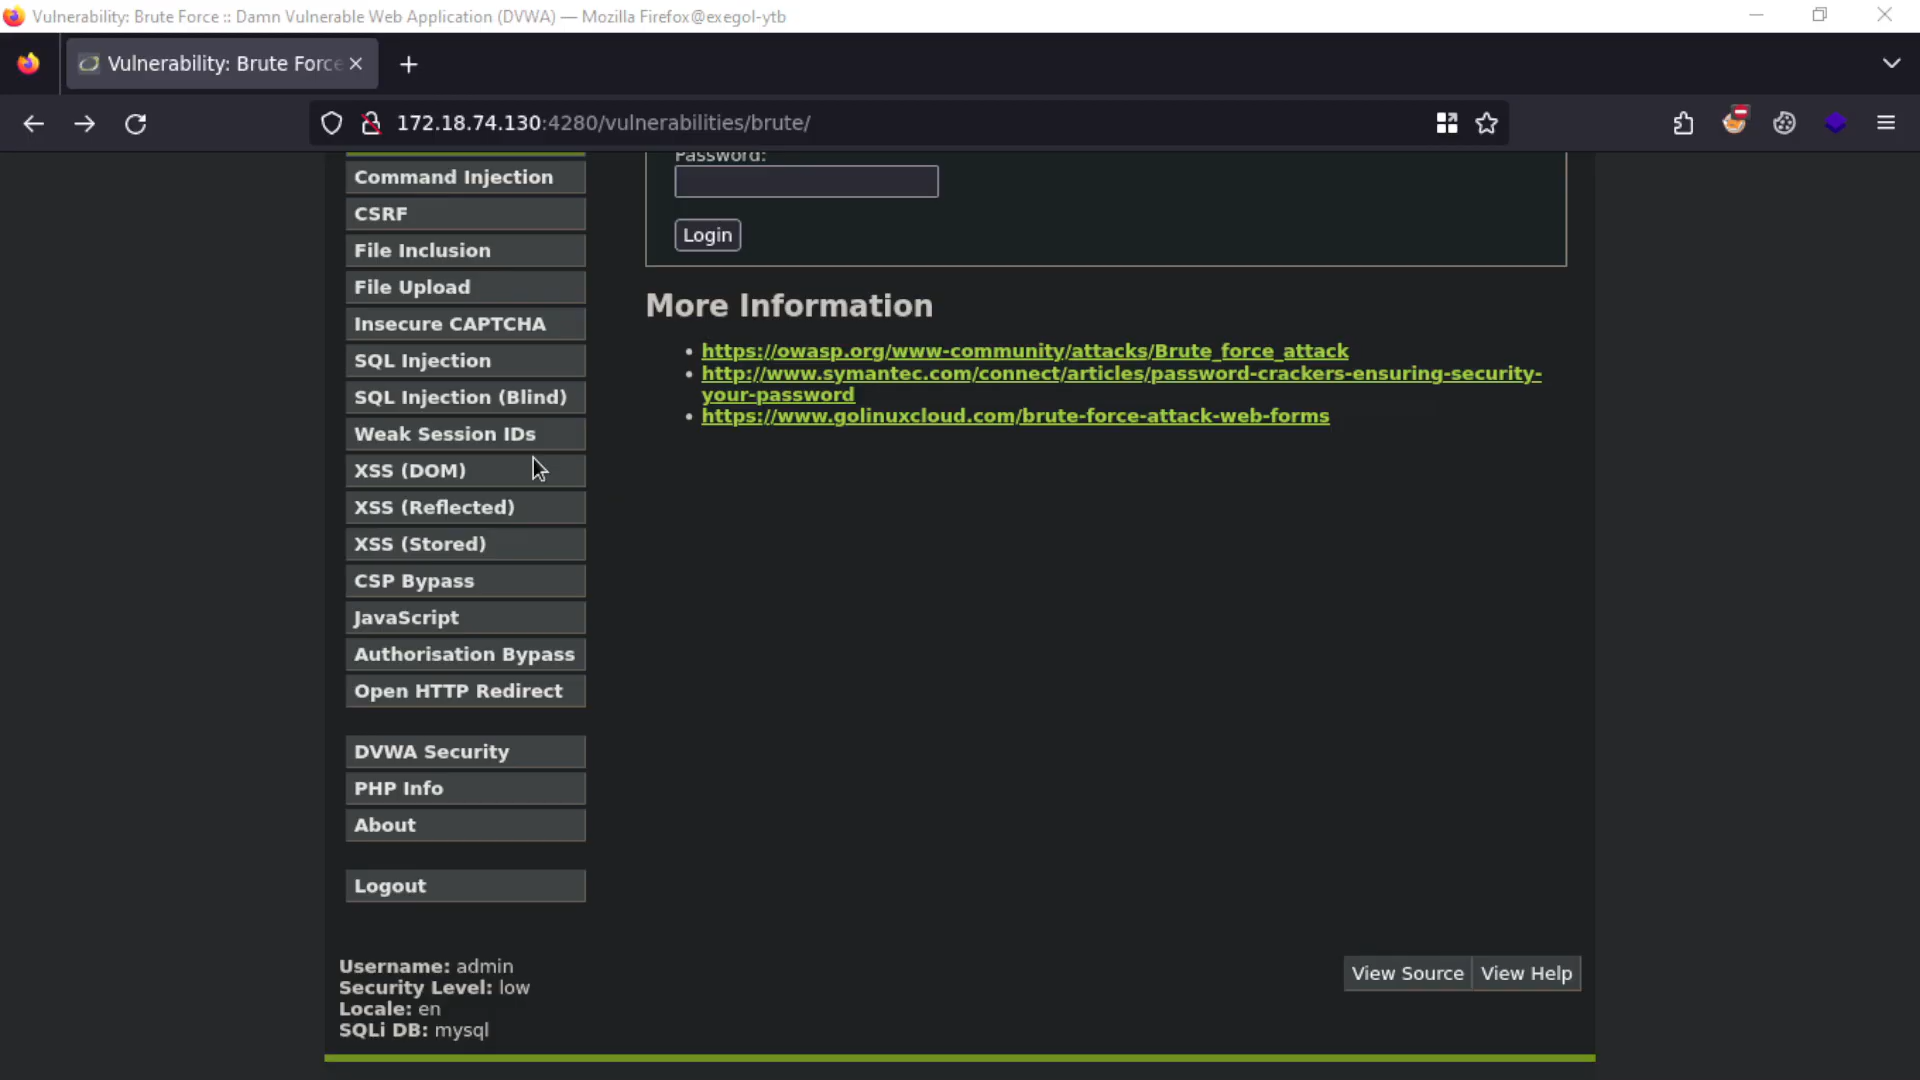 Vulnerability: Brute Force :: Damn Vulnerable Web Application (DVWA) — Mozilla Firefox@exegol-ytb
Vulnerability: Brute Force
172.18.74.130:4280/vulnerabilities/brute/
Password:
Command Injection
CSRF
Login
File Inclusion
File Upload
Insecure CAPTCHA
SQL Injection
SQL Injection (Blind)
Weak Session IDs
XSS (DOM)
XSS (Reflected)
XSS (Stored)
CSP Bypass
JavaScript
Authorisation Bypass
Open HTTP Redirect
DVWA Security
PHP Info
About
Logout
More Information
https://owasp.org/www-community/attacks/Brute_force_attack
http://www.symantec.com/connect/articles/password-crackers-ensuring-security-
your-password
https://www.golinuxcloud.com/brute-force-attack-web-forms
Username: admin
Security Level: low
Locale: en
SQLi DB: mysql
View Source
View Help